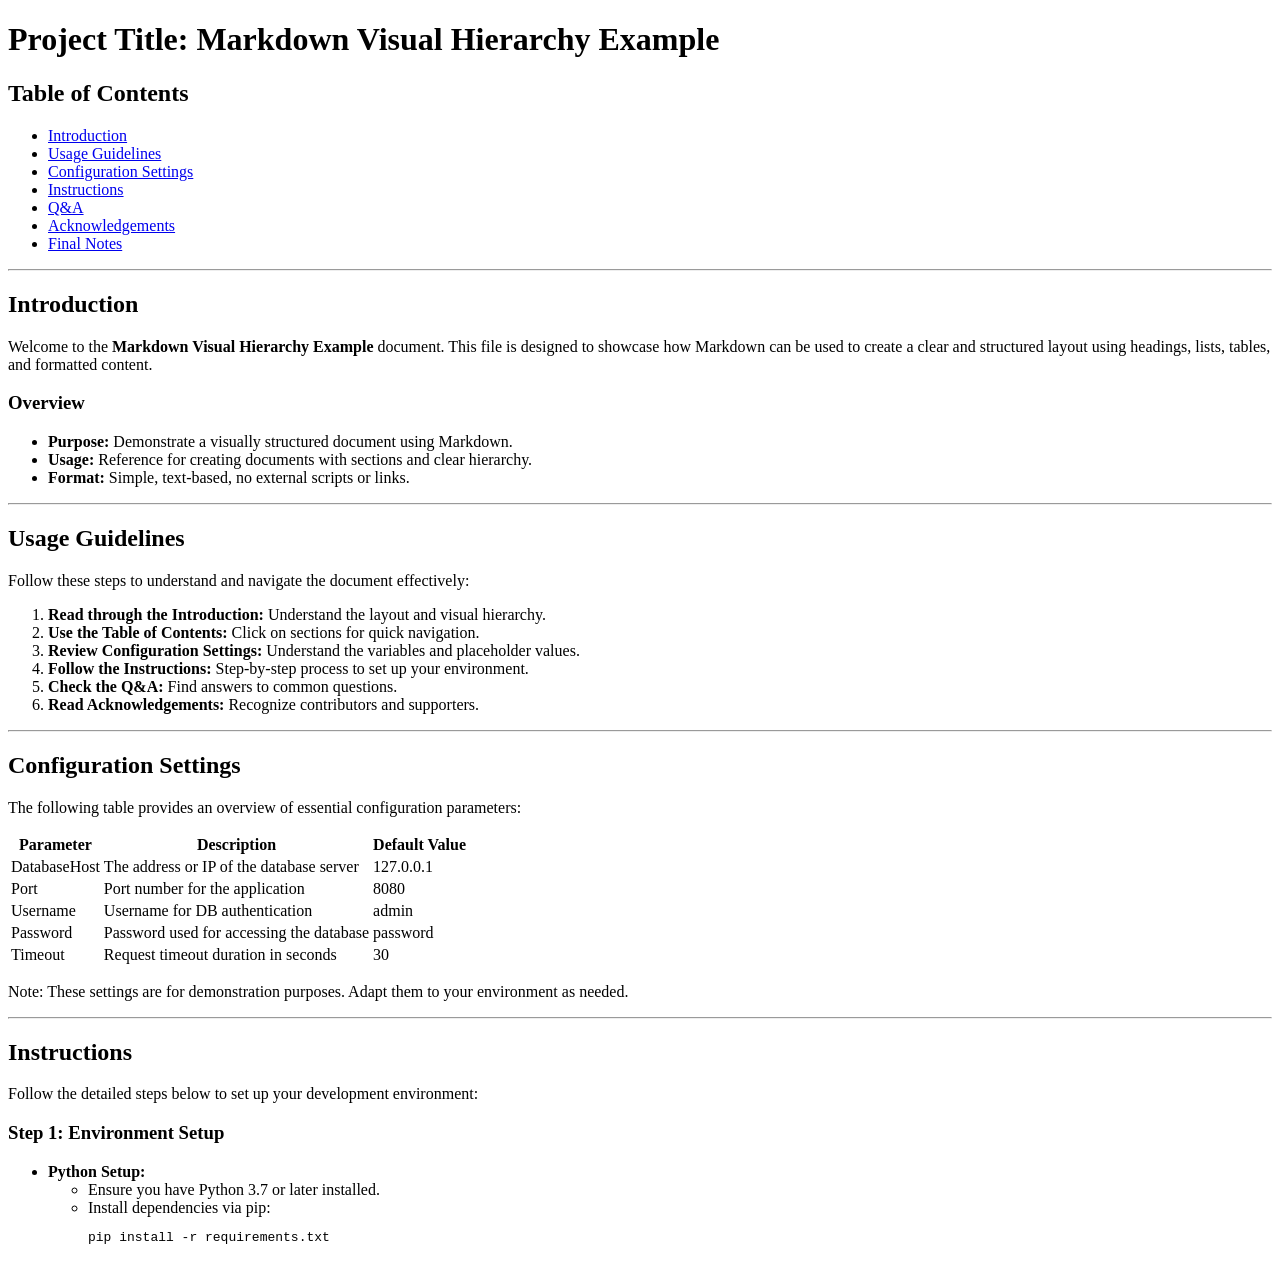 Project Title: Markdown Visual Hierarchy Example
Table of Contents
Introduction
Usage Guidelines
Configuration Settings
Instructions
Q&A
Acknowledgements
Final Notes
Introduction
Welcome to the Markdown Visual Hierarchy Example document. This file is designed to showcase how Markdown can be used to create a clear and structured layout using headings, lists, tables,
and formatted content.
Overview
Purpose: Demonstrate a visually structured document using Markdown.
Usage: Reference for creating documents with sections and clear hierarchy.
Format: Simple, text-based, no external scripts or links.
Usage Guidelines
Follow these steps to understand and navigate the document effectively:
1. Read through the Introduction: Understand the layout and visual hierarchy.
2. Use the Table of Contents: Click on sections for quick navigation.
3. Review Configuration Settings: Understand the variables and placeholder values.
4. Follow the Instructions: Step-by-step process to set up your environment.
5. Check the Q&A: Find answers to common questions.
6. Read Acknowledgements: Recognize contributors and supporters.
Configuration Settings
The following table provides an overview of essential configuration parameters:
Parameter Description Default Value
DatabaseHost The address or IP of the database server 127.0.0.1
Port Port number for the application 8080
Username Username for DB authentication admin
Password Password used for accessing the database password
Timeout Request timeout duration in seconds 30
Note: These settings are for demonstration purposes. Adapt them to your environment as needed.
Instructions
Follow the detailed steps below to set up your development environment:
Step 1: Environment Setup
Python Setup:
Ensure you have Python 3.7 or later installed.
Install dependencies via pip:
pip install -r requirements.txt